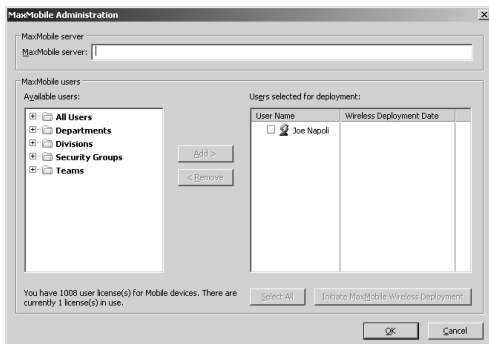 MaxMobile Administration
MaxMobile server
MaxMobile server:
MaxMobile users
Available users:
Users selected for deployment:
All Users
Departments
Divisions
Security Groups
Teams
Add >
< Remove
User Name Wireless Deployment Date
Joe Napoli
You have 1008 user license(s) for Mobile devices. There are
currently 1 license(s) in use.
Select All
Initiate MaxMobile Wireless Deployment
OK
Cancel